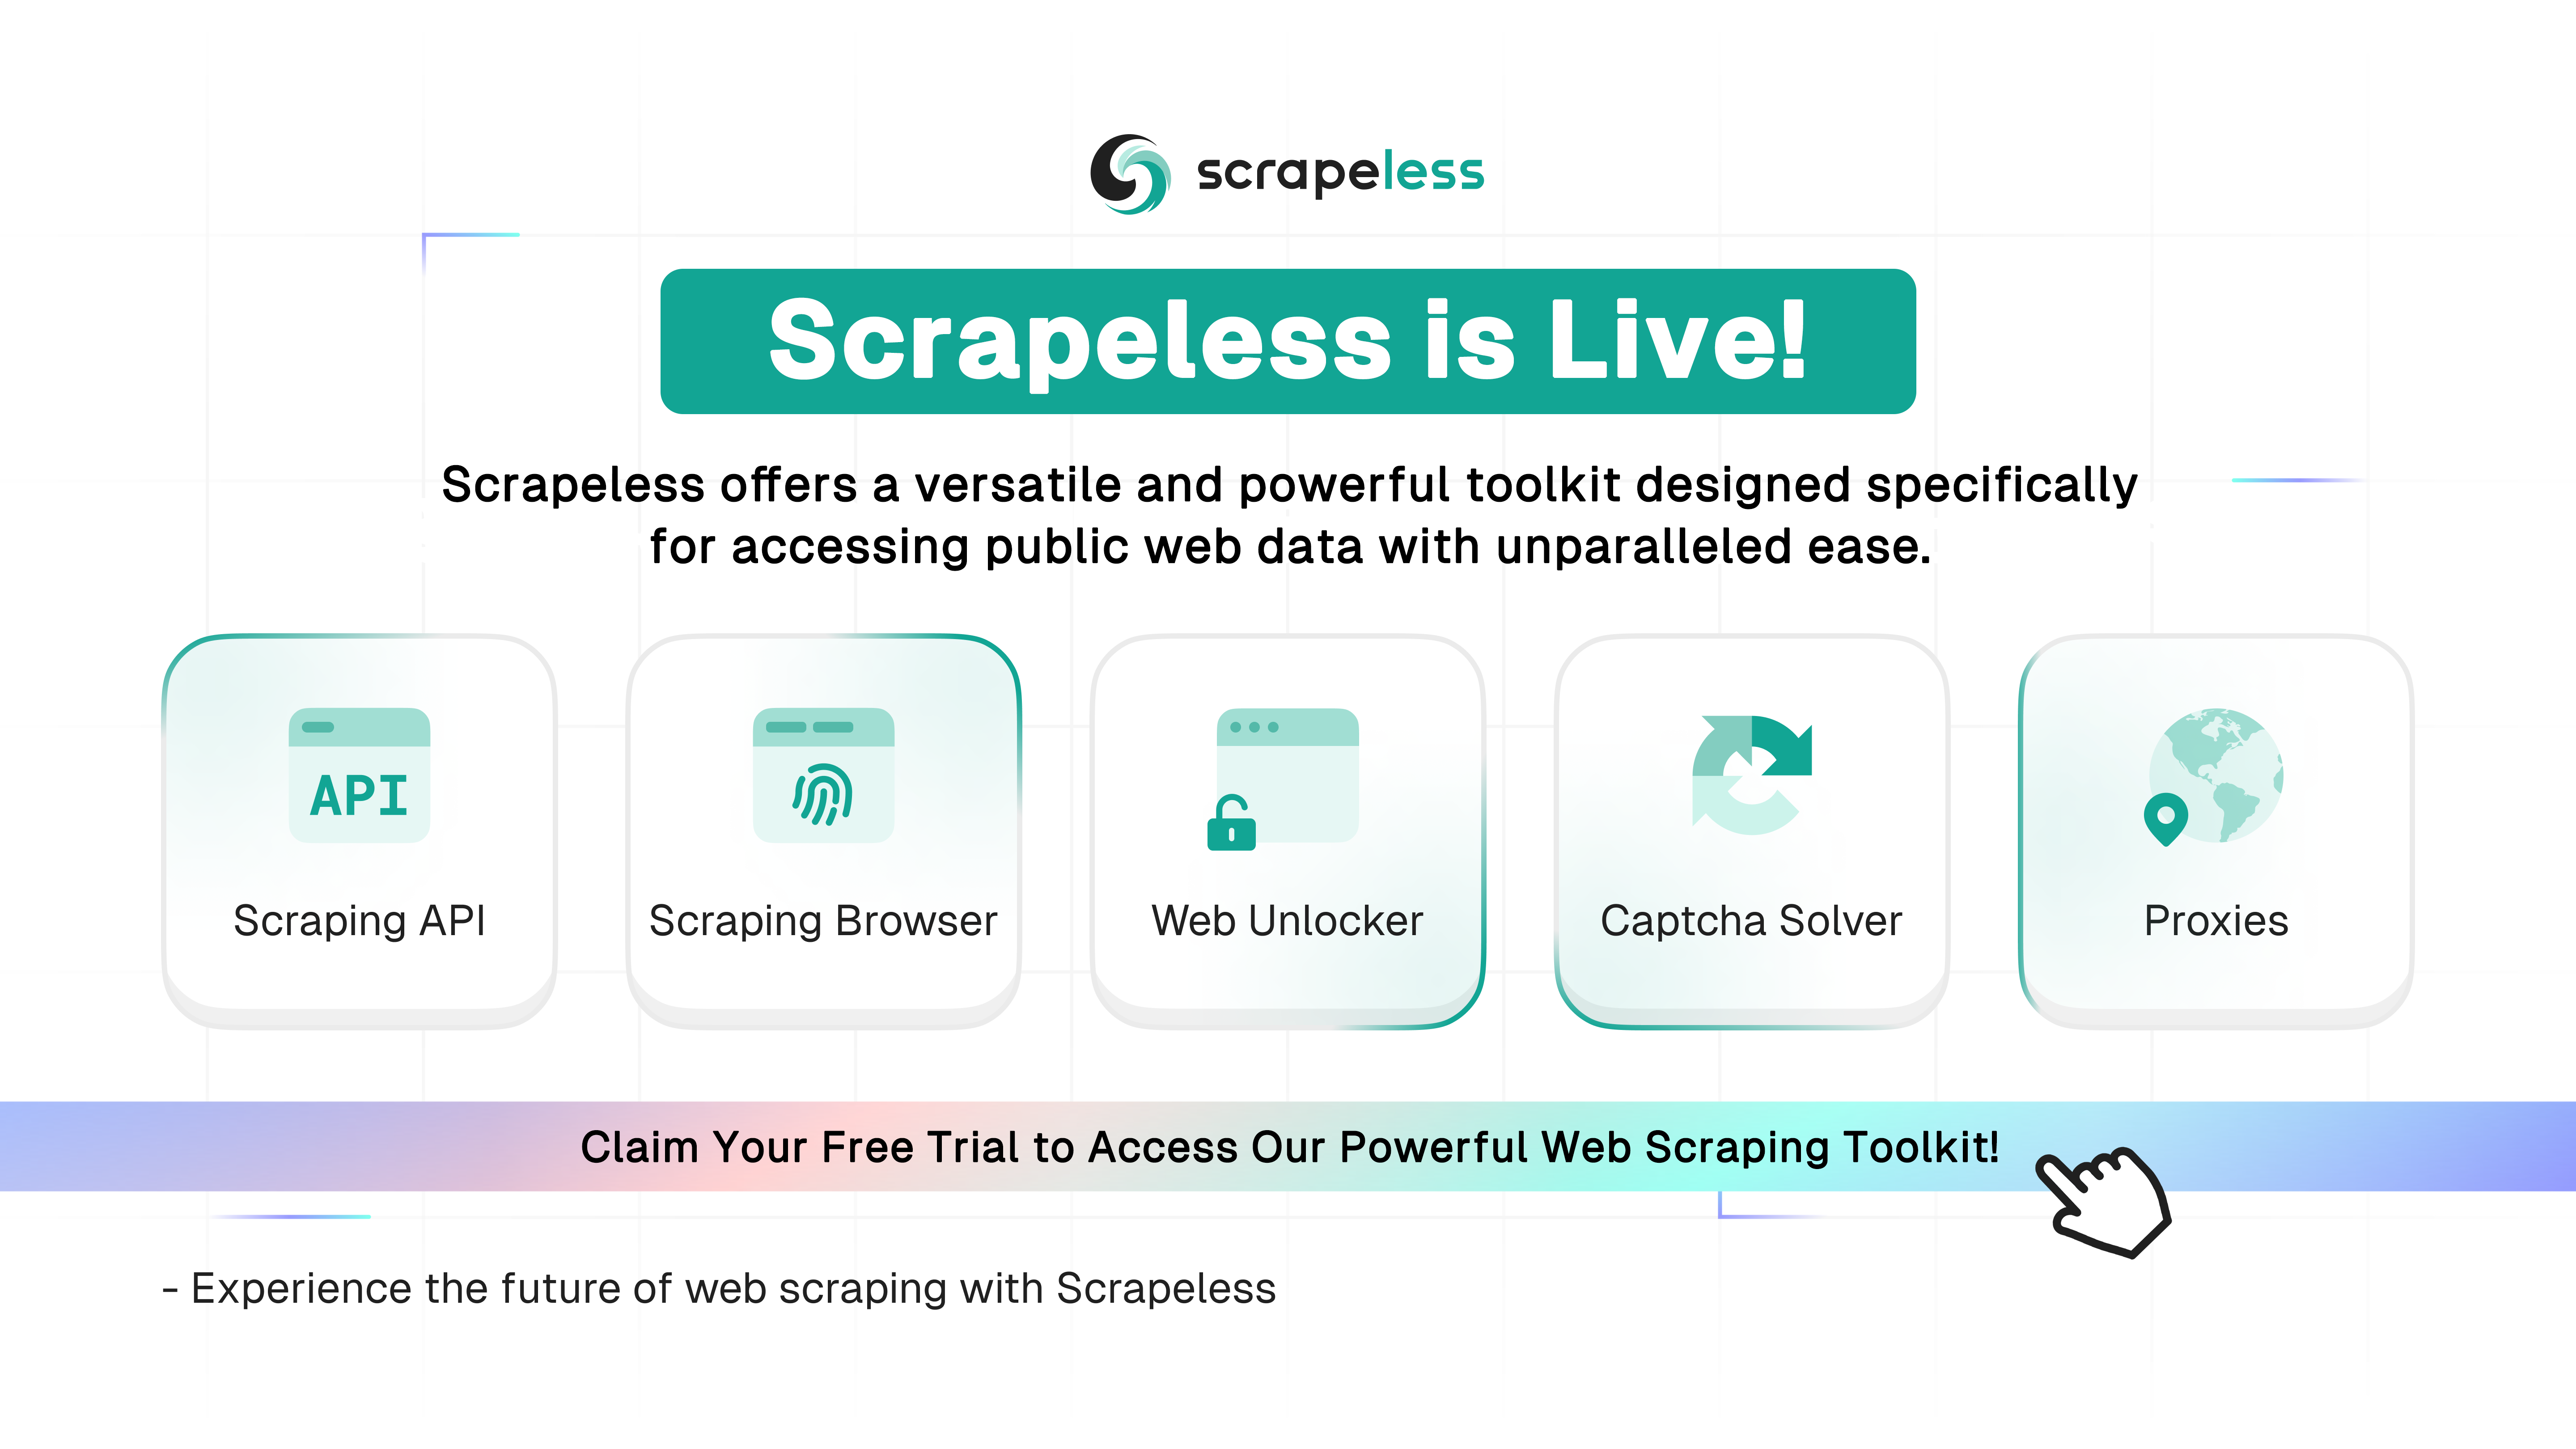 scrapeless
Scrapeless is Live!
Scrapeless offers a versatile and powerful toolkit designed specifically
for accessing public web data with unparalleled ease.
API
Scraping API
Scraping Browser
Web Unlocker
Captcha Solver
Proxies
Claim Your Free Trial to Access Our Powerful Web Scraping Toolkit!
- Experience the future of web scraping with Scrapeless